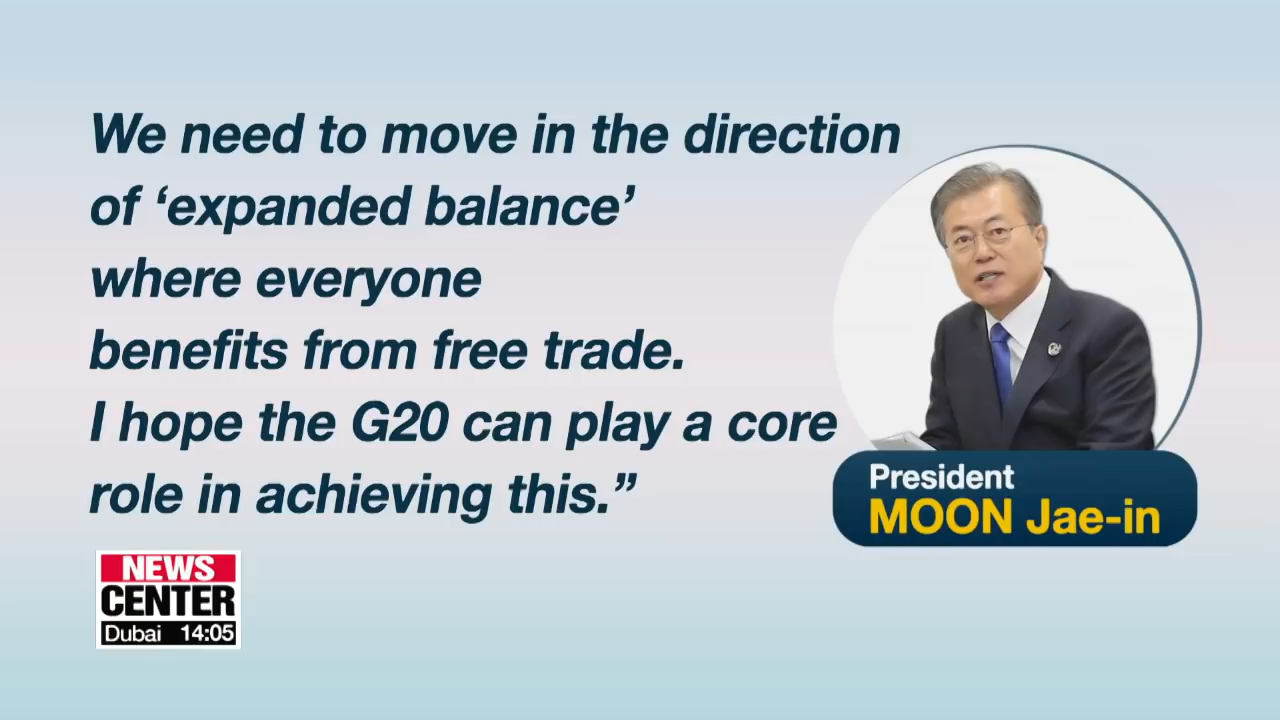 We need to move in the direction
of ‘expanded balance’
where everyone
benefits from free trade.
I hope the G20 can play a core
role in achieving this.”
President
MOON Jae-in
NEWS
CENTER
Dubai 14:05